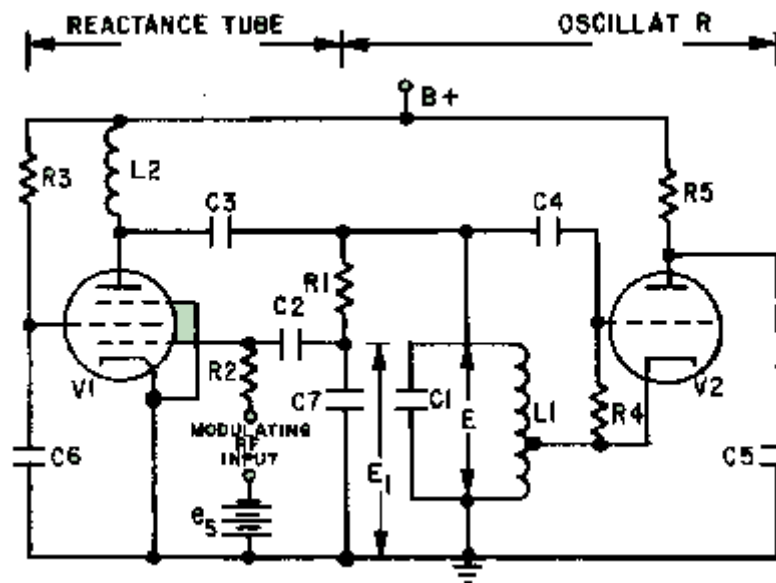 REACTANCE TUBE
OSCILLAT R
B+
R3
L2
C3
C4
R5
R1
C2
V1
R2
C7
C1
E
L1
R4
V2
MODULATING
RF
INPUT
C6
E1
C5
e5